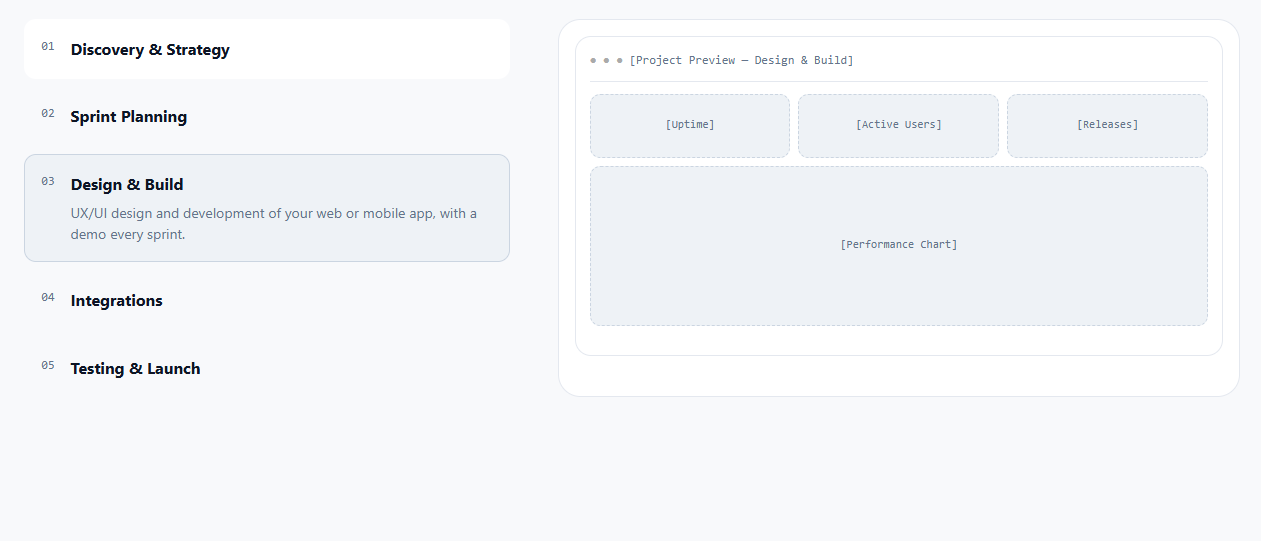 01 Discovery & Strategy
02 Sprint Planning
03 Design & Build
UX/UI design and development of your web or mobile app, with a
demo every sprint.
04 Integrations
05 Testing & Launch
[Project Preview — Design & Build]
[Uptime] [Active Users] [Releases]
[Performance Chart]